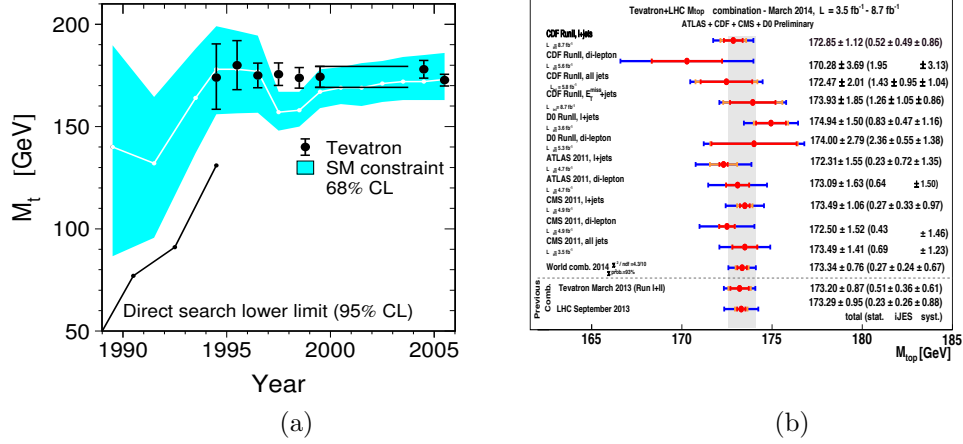 200
150
100
50
M_t [GeV]
1990
1995
2000
2005
Year
Tevatron
SM constraint
68% CL
Direct search lower limit (95% CL)
(a)
Tevatron+LHC M_top combination - March 2014, L = 3.5 fb⁻¹ - 8.7 fb⁻¹
ATLAS + CDF + CMS + D0 Preliminary
CDF RunII, l+jets 172.85 ± 1.12 (0.52 ± 0.49 ± 0.86)
CDF RunII, di-lepton 170.28 ± 3.69 (1.95 ± 3.13)
CDF RunII, all jets 172.47 ± 2.01 (1.43 ± 0.95 ± 1.04)
CDF RunII, E_T^miss+jets 173.93 ± 1.85 (1.26 ± 1.05 ± 0.86)
D0 RunII, l+jets 174.94 ± 1.50 (0.83 ± 0.47 ± 1.16)
D0 RunII, di-lepton 174.00 ± 2.79 (2.36 ± 0.55 ± 1.38)
ATLAS 2011, l+jets 172.31 ± 1.55 (0.23 ± 0.72 ± 1.35)
ATLAS 2011, di-lepton 173.09 ± 1.63 (0.64 ± 1.50)
CMS 2011, l+jets 173.49 ± 1.06 (0.27 ± 0.33 ± 0.97)
CMS 2011, di-lepton 172.50 ± 1.52 (0.43 ± 1.46)
CMS 2011, all jets 173.49 ± 1.41 (0.69 ± 1.23)
World comb. 2014 173.34 ± 0.76 (0.27 ± 0.24 ± 0.67)
Previous Comb.
Tevatron March 2013 (Run I+II) 173.20 ± 0.87 (0.51 ± 0.36 ± 0.61)
LHC September 2013 173.29 ± 0.95 (0.23 ± 0.26 ± 0.88)
total (stat. iJES syst.)
165 170 175 180 185
M_top [GeV]
(b)